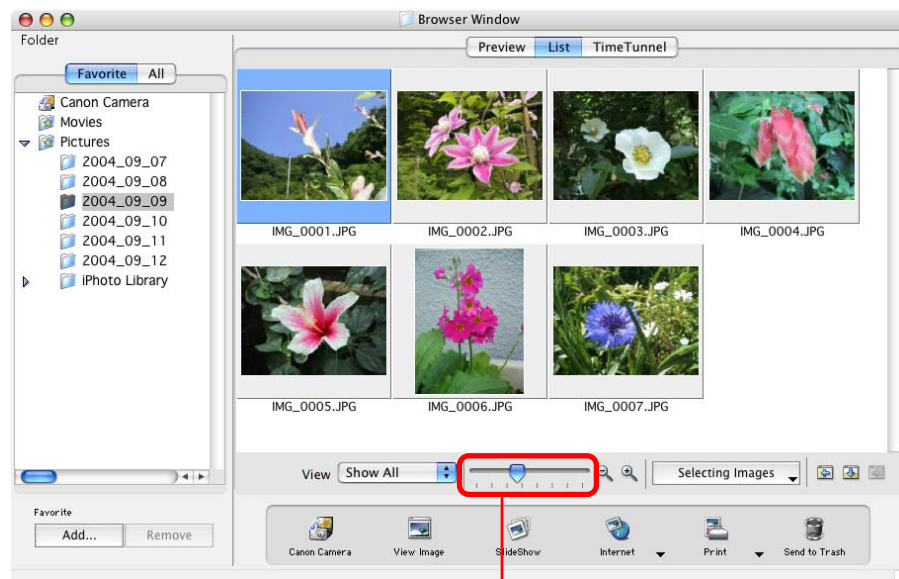 Browser Window
Folder
Preview List TimeTunnel
Favorite All
Canon Camera
Movies
Pictures
2004_09_07
2004_09_08
2004_09_09
2004_09_10
2004_09_11
2004_09_12
iPhoto Library
IMG_0001.JPG IMG_0002.JPG IMG_0003.JPG IMG_0004.JPG
IMG_0005.JPG IMG_0006.JPG IMG_0007.JPG
View Show All Selecting Images
Favorite
Add... Remove
Canon Camera View Image SlideShow Internet Print Send to Trash